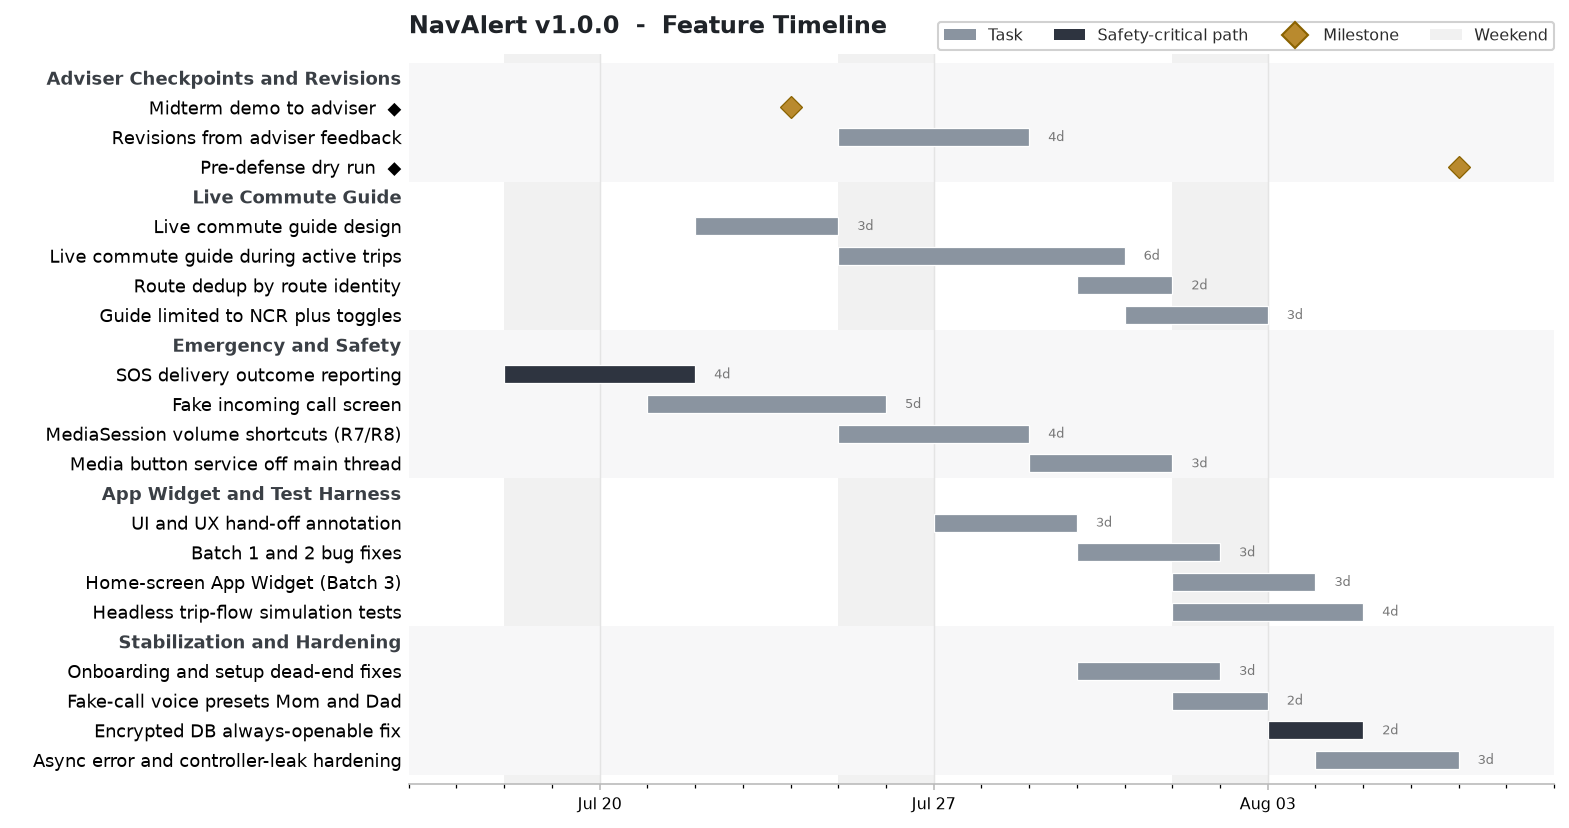 NavAlert v1.0.0 - Feature Timeline
Task
Safety-critical path
Milestone
Weekend
Adviser Checkpoints and Revisions
Midterm demo to adviser ◆
Revisions from adviser feedback
4d
Pre-defense dry run ◆
Live Commute Guide
Live commute guide design
3d
Live commute guide during active trips
6d
Route dedup by route identity
2d
Guide limited to NCR plus toggles
3d
Emergency and Safety
SOS delivery outcome reporting
4d
Fake incoming call screen
5d
MediaSession volume shortcuts (R7/R8)
4d
Media button service off main thread
3d
App Widget and Test Harness
UI and UX hand-off annotation
3d
Batch 1 and 2 bug fixes
3d
Home-screen App Widget (Batch 3)
3d
Headless trip-flow simulation tests
4d
Stabilization and Hardening
Onboarding and setup dead-end fixes
3d
Fake-call voice presets Mom and Dad
2d
Encrypted DB always-openable fix
2d
Async error and controller-leak hardening
3d
Jul 20
Jul 27
Aug 03